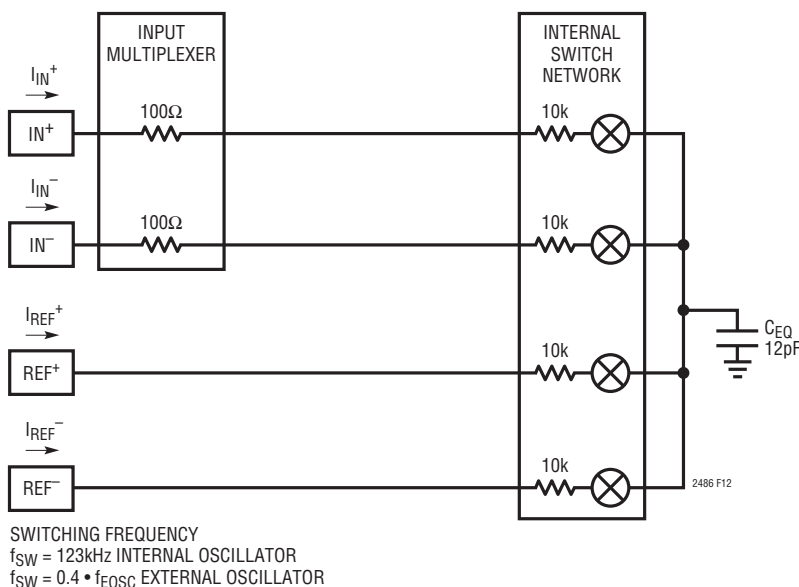 INPUT
MULTIPLEXER
INTERNAL
SWITCH
NETWORK
I_IN^+
100Ω
10k
IN^+
I_IN^–
100Ω
10k
IN^–
I_REF^+
10k
REF^+
C_EQ
12pF
I_REF^–
10k
REF^–
2486 F12
SWITCHING FREQUENCY
f_SW = 123kHz INTERNAL OSCILLATOR
f_SW = 0.4 • f_EOSC EXTERNAL OSCILLATOR